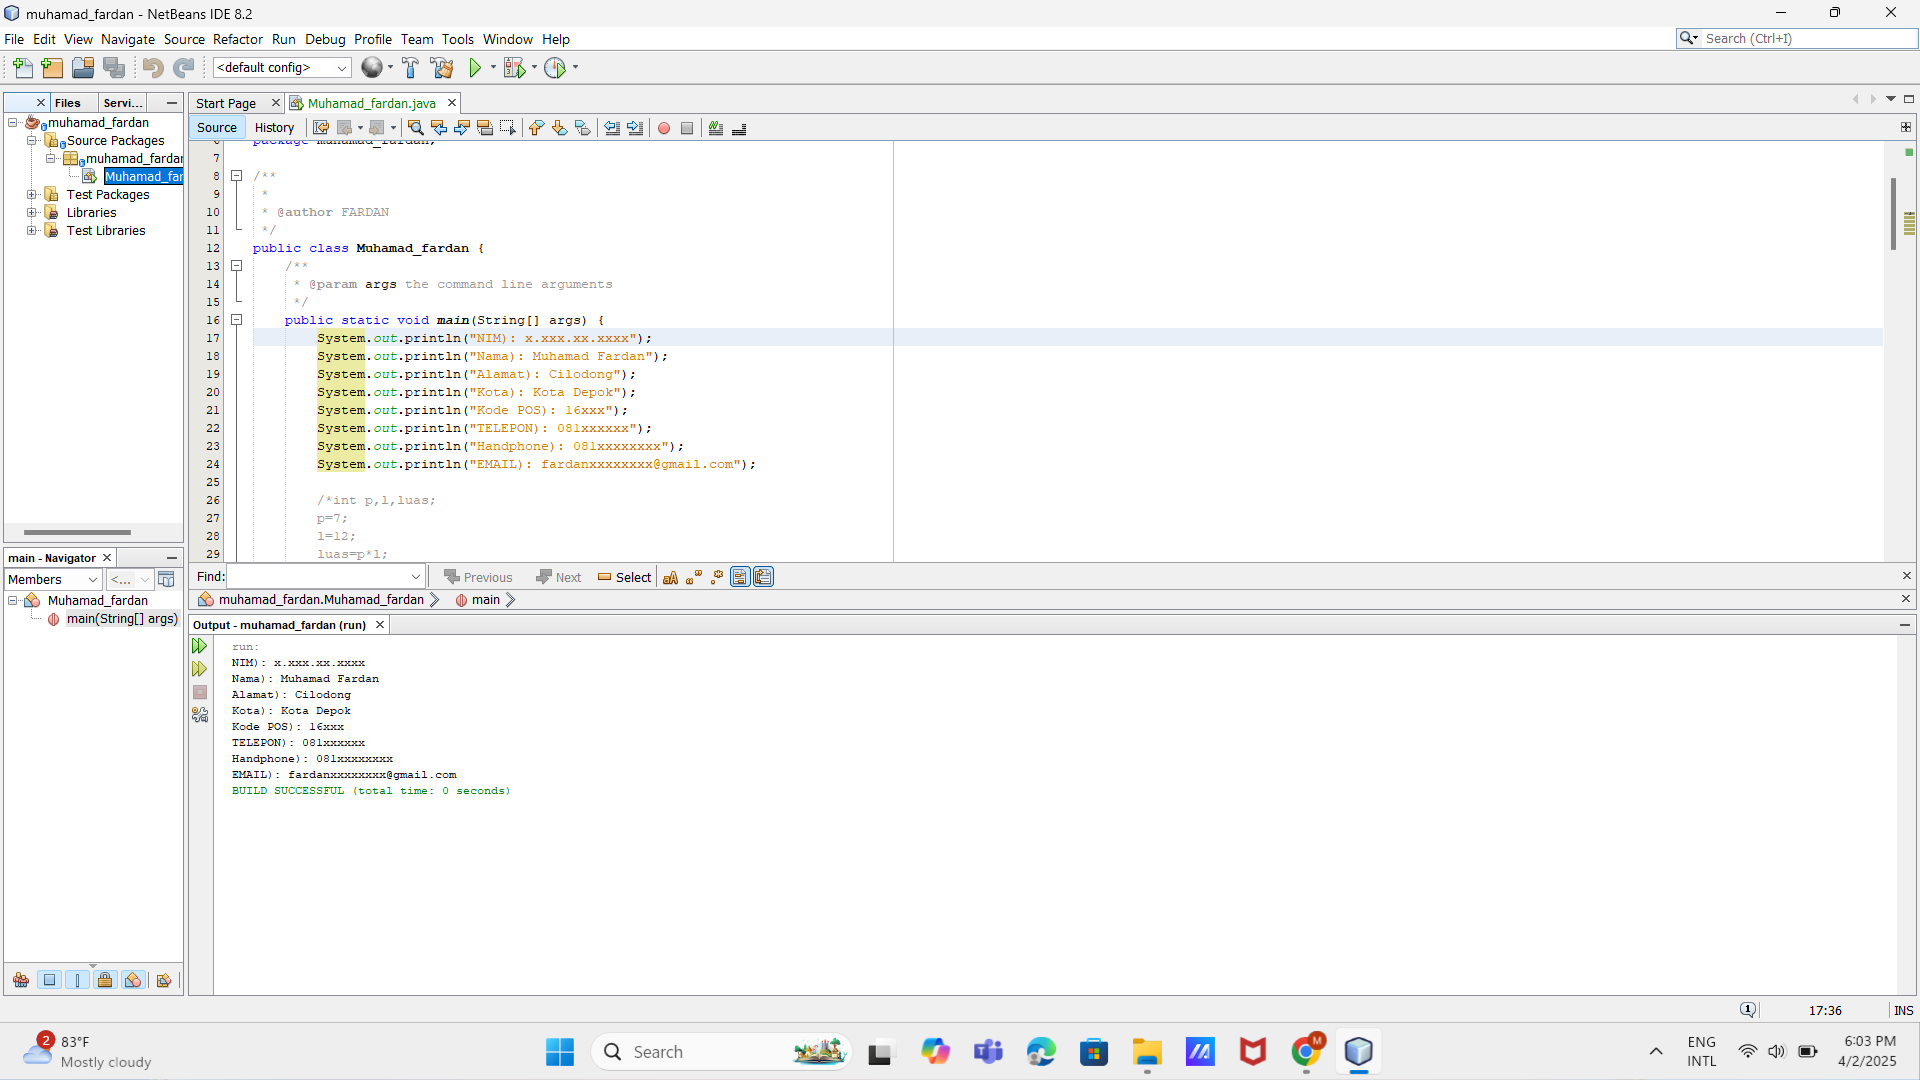 muhamad_fardan - NetBeans IDE 8.2
File Edit View Navigate Source Refactor Run Debug Profile Team Tools Window Help
Search (Ctrl+I)
<default config>
Files Servi...
muhamad_fardan
Source Packages
muhamad_fardan
Muhamad_far
Test Packages
Libraries
Test Libraries
Start Page Muhamad_fardan.java
Source History
6 package muhamad_fardan;
7
8 /**
9 *
10 * @author FARDAN
11 */
12 public class Muhamad_fardan {
13 /**
14 * @param args the command line arguments
15 */
16 public static void main(String[] args) {
17 System.out.println("NIM): x.xxx.xx.xxxx");
18 System.out.println("Nama): Muhamad Fardan");
19 System.out.println("Alamat): Cilodong");
20 System.out.println("Kota): Kota Depok");
21 System.out.println("Kode POS): 16xxx");
22 System.out.println("TELEPON): 081xxxxxx");
23 System.out.println("Handphone): 081xxxxxxxx");
24 System.out.println("EMAIL): fardanxxxxxxxx@gmail.com");
25
26 /*int p,l,luas;
27 p=7;
28 l=12;
29 luas=p*l;
Find: Previous Next Select
muhamad_fardan.Muhamad_fardan main
main - Navigator
Members <...
Muhamad_fardan
main(String[] args)
Output - muhamad_fardan (run)
run:
NIM): x.xxx.xx.xxxx
Nama): Muhamad Fardan
Alamat): Cilodong
Kota): Kota Depok
Kode POS): 16xxx
TELEPON): 081xxxxxx
Handphone): 081xxxxxxxx
EMAIL): fardanxxxxxxxx@gmail.com
BUILD SUCCESSFUL (total time: 0 seconds)
1
17:36 INS
2
83°F
Mostly cloudy
Search
M
ENG
INTL
6:03 PM
4/2/2025